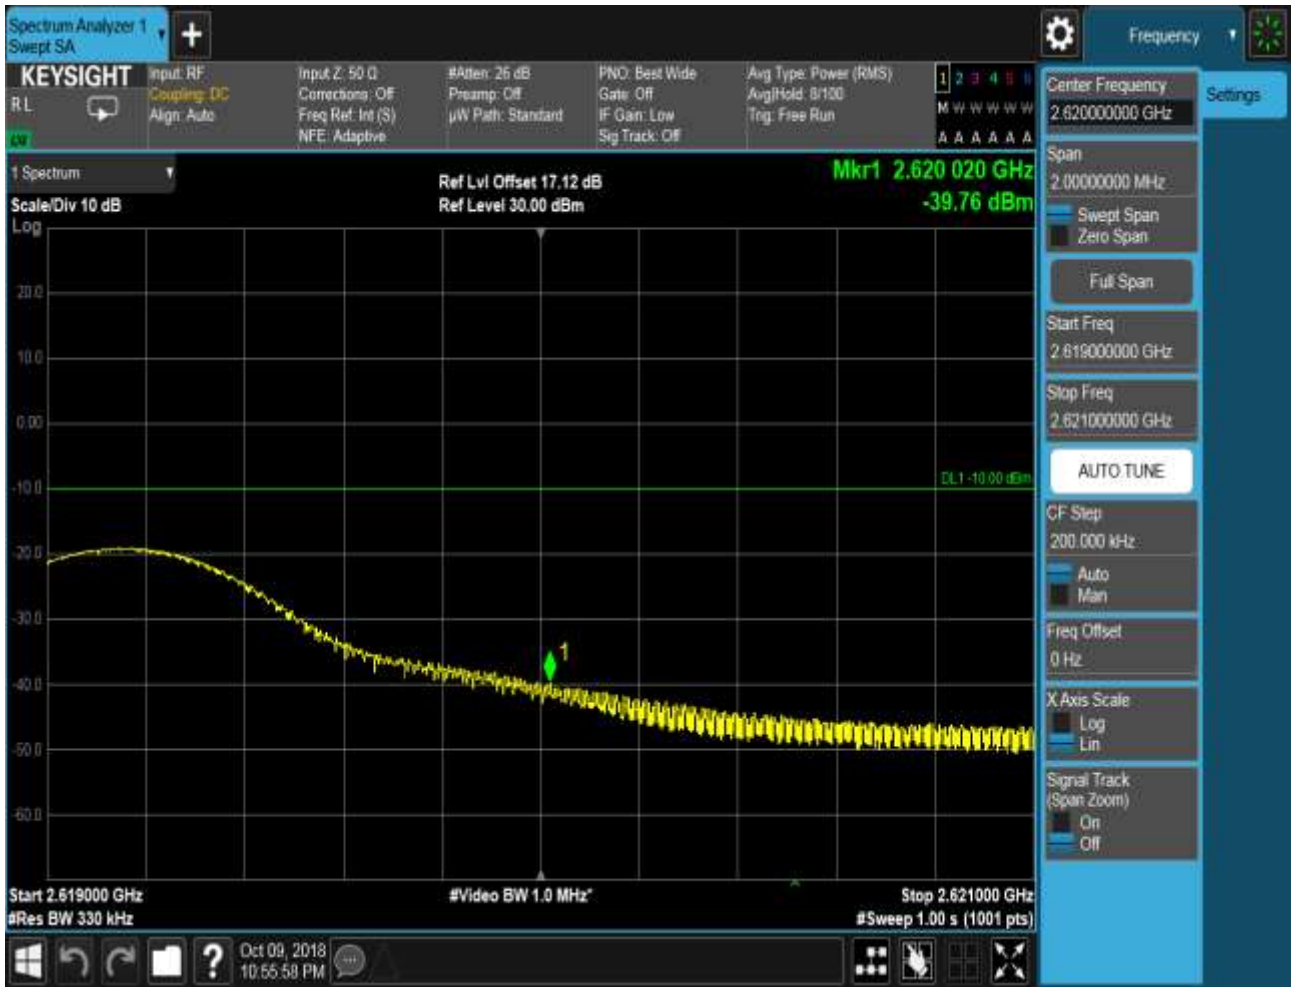 Spectrum Analyzer 1
Swept SA
Frequency
KEYSIGHT
R L
Input: RF
Coupling: DC
Align: Auto
Input Z: 50 Ω
Corrections: Off
Freq Ref: Int (S)
NFE: Adaptive
#Atten: 26 dB
Preamp: Off
µW Path: Standard
PNO: Best Wide
Gate: Off
IF Gain: Low
Sig Track: Off
Avg Type: Power (RMS)
Avg|Hold: 8/100
Trig: Free Run
1 2 3 4 5 6
M W W W W W
A A A A A A
1 Spectrum
Scale/Div 10 dB
Log
Ref Lvl Offset 17.12 dB
Ref Level 30.00 dBm
Mkr1 2.620 020 GHz
-39.76 dBm
20.0
10.0
0.00
-10.0
-20.0
-30.0
-40.0
-50.0
-60.0
DL1 -10.00 dBm
1
Start 2.619000 GHz
#Res BW 330 kHz
#Video BW 1.0 MHz*
Stop 2.621000 GHz
#Sweep 1.00 s (1001 pts)
Oct 09, 2018
10:55:58 PM
Center Frequency
2.620000000 GHz
Settings
Span
2.00000000 MHz
Swept Span
Zero Span
Full Span
Start Freq
2.619000000 GHz
Stop Freq
2.621000000 GHz
AUTO TUNE
CF Step
200.000 kHz
Auto
Man
Freq Offset
0 Hz
X Axis Scale
Log
Lin
Signal Track
(Span Zoom)
On
Off